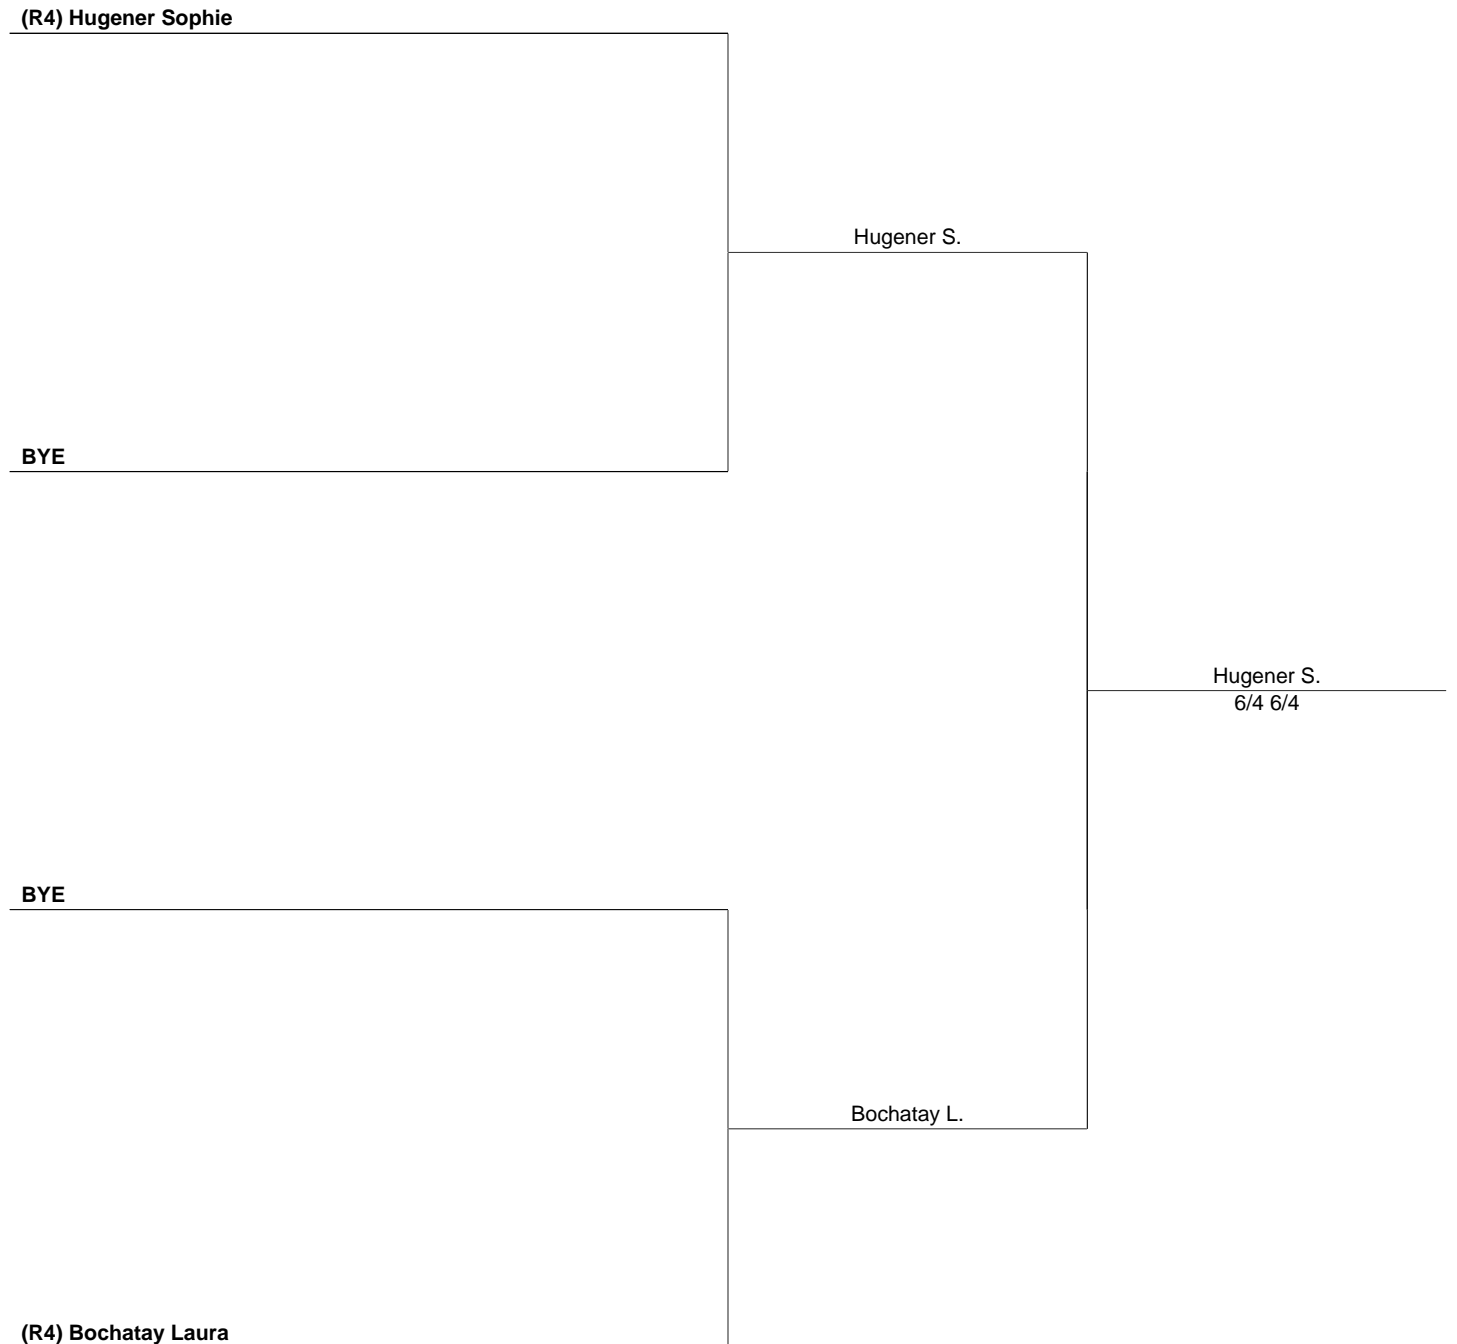 (R4) Hugener Sophie
Hugener S.
BYE
Hugener S.
6/4 6/4
BYE
Bochatay L.
(R4) Bochatay Laura